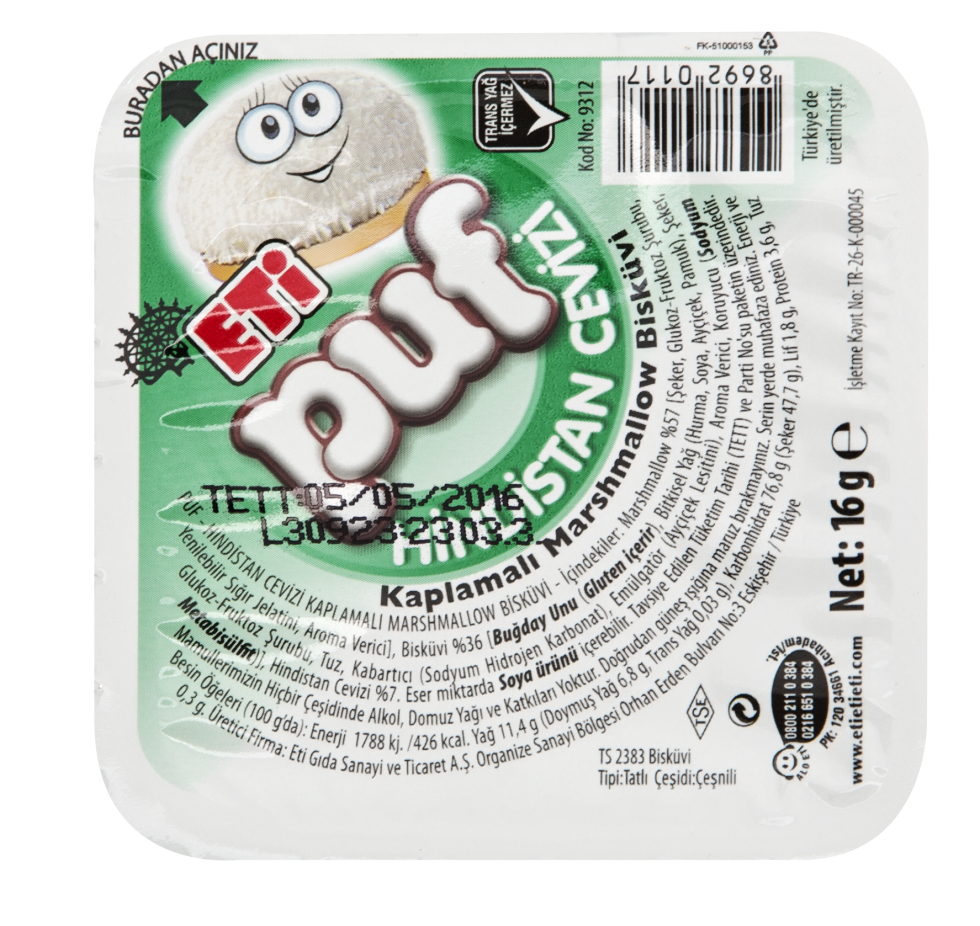 BURADAN AÇINIZ
FK-51000153
PP
TRANS YAĞ
İÇERMEZ
Kod No: 9312
8692 0117
Türkiye'de
üretilmiştir.
ETİ
puf
HİNDİSTAN CEVİZİ
Kaplamalı Marshmallow Bisküvi
TETT:05/05/2016
PUF - HİNDİSTAN CEVİZİ KAPLAMALI MARSHMALLOW BİSKÜVİ - İçindekiler: Marshmallow %57 [Şeker, Glukoz-Fruktoz Şurubu,
Yenilebilir Sığır Jelatini, Aroma Verici], Bisküvi %36 [Buğday Unu (Gluten içerir), Bitkisel Yağ (Hurma, Soya, Ayçiçek, Pamuk), Şeker,
Glukoz-Fruktoz Şurubu, Tuz, Kabartıcı (Sodyum Hidrojen Karbonat), Emülgatör (Ayçiçek Lesitini), Aroma Verici, Koruyucu (Sodyum
Metabisülfit)], Hindistan Cevizi %7. Eser miktarda Soya ürünü içerebilir. Tavsiye Edilen Tüketim Tarihi (TETT) ve Parti No'su paketin üzerindedir.
Mamullerimizin Hiçbir Çeşidinde Alkol, Domuz Yağı ve Katkıları Yoktur. Doğrudan güneş ışığına maruz bırakmayınız. Serin yerde muhafaza ediniz. Enerji ve
Besin Öğeleri (100 g'da): Enerji 1788 kj. /426 kcal. Yağ 11,4 g (Doymuş Yağ 6,8 g, Trans Yağ 0,03 g), Karbonhidrat 76,8 g (Şeker 47,7 g), Lif 1,8 g, Protein 3,6 g, Tuz
0,3 g. Üretici Firma: Eti Gıda Sanayi ve Ticaret A.Ş. Organize Sanayi Bölgesi Orhan Erden Bulvarı No:3 Eskişehir / Türkiye
İşletme Kayıt No: TR-26-K-000045
Net: 16 g e
TSE
TS 2383 Bisküvi
Tipi:Tatlı Çeşidi:Çeşnili
ALO ETİ
0800 211 0 384
0216 651 0 384
PK: 120 34661 Acıbadem/İst.
www.etietieti.com